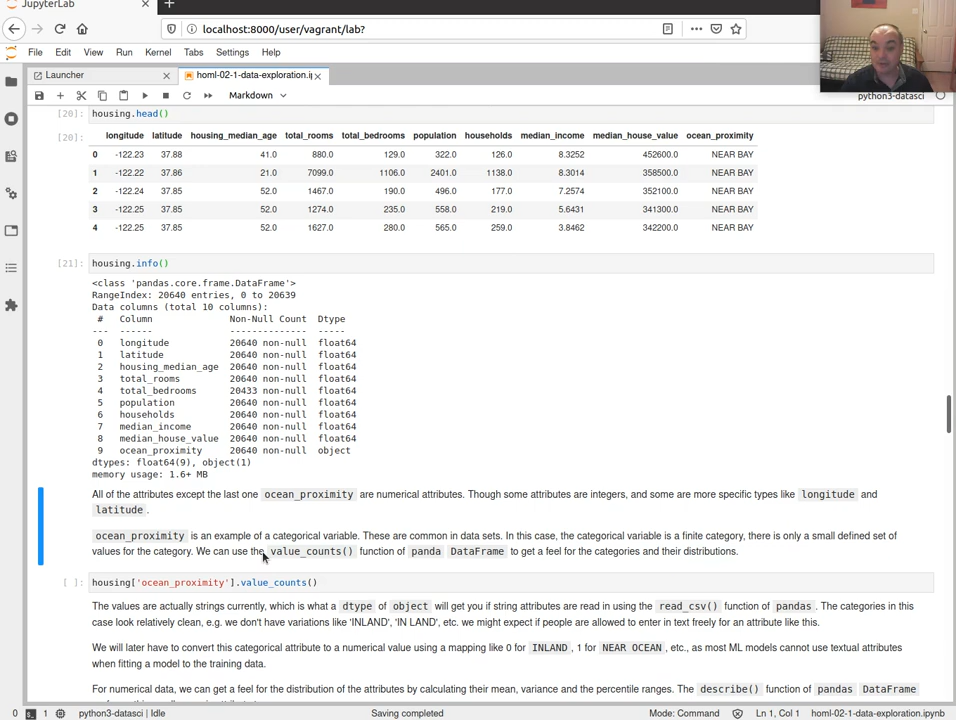 JupyterLab
localhost:8000/user/vagrant/lab?
File Edit View Run Kernel Tabs Settings Help
Launcher homl-02-1-data-exploration.i
Markdown
python3-datasci
[20]: housing.head()
[20]: longitude latitude housing_median_age total_rooms total_bedrooms population households median_income median_house_value ocean_proximity
0 -122.23 37.88 41.0 880.0 129.0 322.0 126.0 8.3252 452600.0 NEAR BAY
1 -122.22 37.86 21.0 7099.0 1106.0 2401.0 1138.0 8.3014 358500.0 NEAR BAY
2 -122.24 37.85 52.0 1467.0 190.0 496.0 177.0 7.2574 352100.0 NEAR BAY
3 -122.25 37.85 52.0 1274.0 235.0 558.0 219.0 5.6431 341300.0 NEAR BAY
4 -122.25 37.85 52.0 1627.0 280.0 565.0 259.0 3.8462 342200.0 NEAR BAY
[21]: housing.info()
<class 'pandas.core.frame.DataFrame'>
RangeIndex: 20640 entries, 0 to 20639
Data columns (total 10 columns):
# Column Non-Null Count Dtype
--- ------ -------------- -----
0 longitude 20640 non-null float64
1 latitude 20640 non-null float64
2 housing_median_age 20640 non-null float64
3 total_rooms 20640 non-null float64
4 total_bedrooms 20433 non-null float64
5 population 20640 non-null float64
6 households 20640 non-null float64
7 median_income 20640 non-null float64
8 median_house_value 20640 non-null float64
9 ocean_proximity 20640 non-null object
dtypes: float64(9), object(1)
memory usage: 1.6+ MB
All of the attributes except the last one ocean_proximity are numerical attributes. Though some attributes are integers, and some are more specific types like longitude and
latitude .
ocean_proximity is an example of a categorical variable. These are common in data sets. In this case, the categorical variable is a finite category, there is only a small defined set of
values for the category. We can use the value_counts() function of panda DataFrame to get a feel for the categories and their distributions.
[ ]: housing['ocean_proximity'].value_counts()
The values are actually strings currently, which is what a dtype of object will get you if string attributes are read in using the read_csv() function of pandas . The categories in this
case look relatively clean, e.g. we don't have variations like 'INLAND', 'IN LAND', etc. we might expect if people are allowed to enter in text freely for an attribute like this.
We will later have to convert this categorical attribute to a numerical value using a mapping like 0 for INLAND , 1 for NEAR OCEAN , etc., as most ML models cannot use textual attributes
when fitting a model to the training data.
For numerical data, we can get a feel for the distribution of the attributes by calculating their mean, variance and the percentile ranges. The describe() function of pandas DataFrame
0 1 python3-datasci | Idle Saving completed Mode: Command Ln 1, Col 1 homl-02-1-data-exploration.ipynb